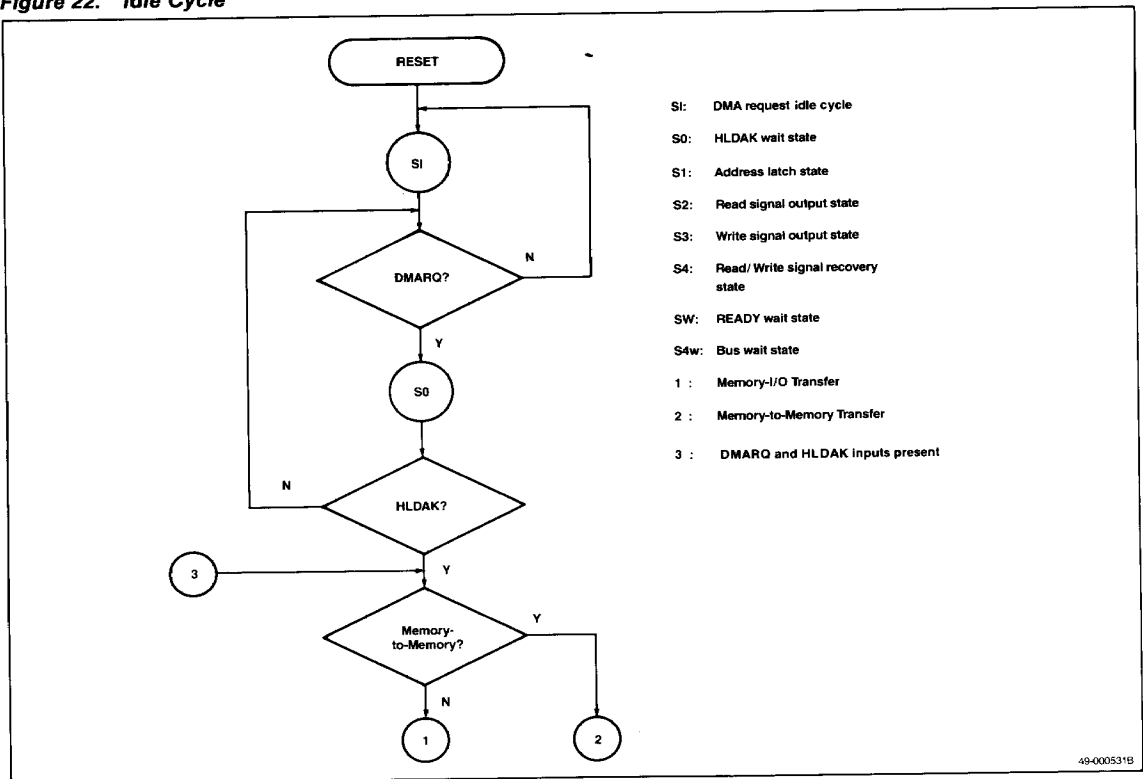 Figure 22. Idle Cycle
RESET
SI
DMARQ?
N
Y
S0
HLDAK?
N
Y
3
Memory-
to-Memory?
Y
N
1
2
SI: DMA request idle cycle
S0: HLDAK wait state
S1: Address latch state
S2: Read signal output state
S3: Write signal output state
S4: Read/Write signal recovery
state
SW: READY wait state
S4w: Bus wait state
1 : Memory-I/O Transfer
2 : Memory-to-Memory Transfer
3 : DMARQ and HLDAK inputs present
49-000531B